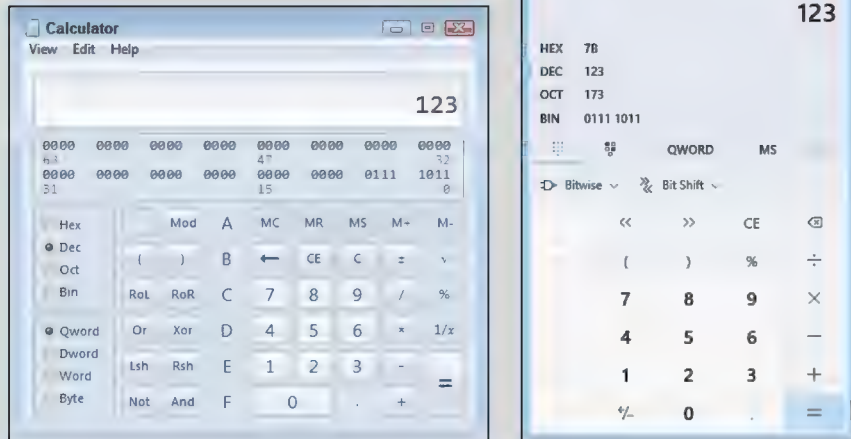 Calculator
View Edit Help
123
0000 0000 0000 0000 0000 0000 0000 0000
63 47 32
0000 0000 0000 0000 0000 0000 0111 1011
31 15 0
Hex
Dec
Oct
Bin
Qword
Dword
Word
Byte
Mod A MC MR MS M+ M-
( ) B ← CE C ±
RoL RoR C 7 8 9 / %
Or Xor D 4 5 6 * 1/x
Lsh Rsh E 1 2 3 - =
Not And F 0 . +
123
HEX 7B
DEC 123
OCT 173
BIN 0111 1011
QWORD MS
Bitwise Bit Shift
<< >> CE
( ) % ÷
7 8 9 ×
4 5 6 −
1 2 3 +
+/- 0 . =